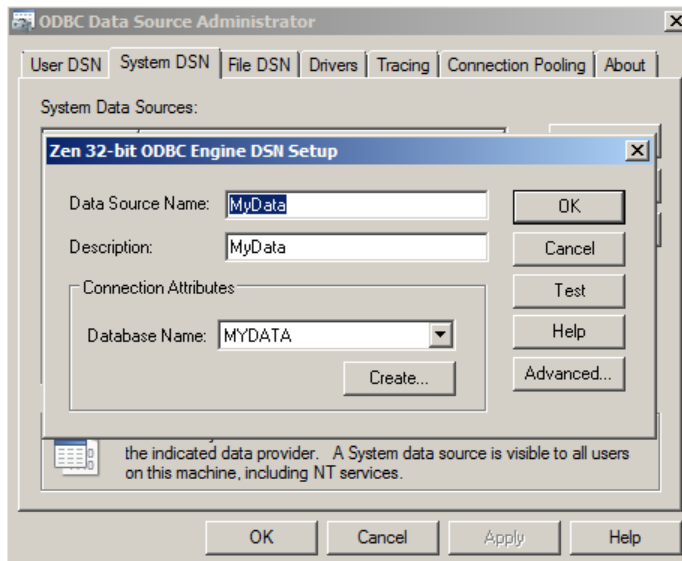 ODBC Data Source Administrator
User DSN System DSN File DSN Drivers Tracing Connection Pooling About
System Data Sources:
Zen 32-bit ODBC Engine DSN Setup
Data Source Name: MyData OK
Description: MyData Cancel
Connection Attributes Test
Database Name: MYDATA Help
Create... Advanced...
the indicated data provider. A System data source is visible to all users
on this machine, including NT services.
OK Cancel Apply Help